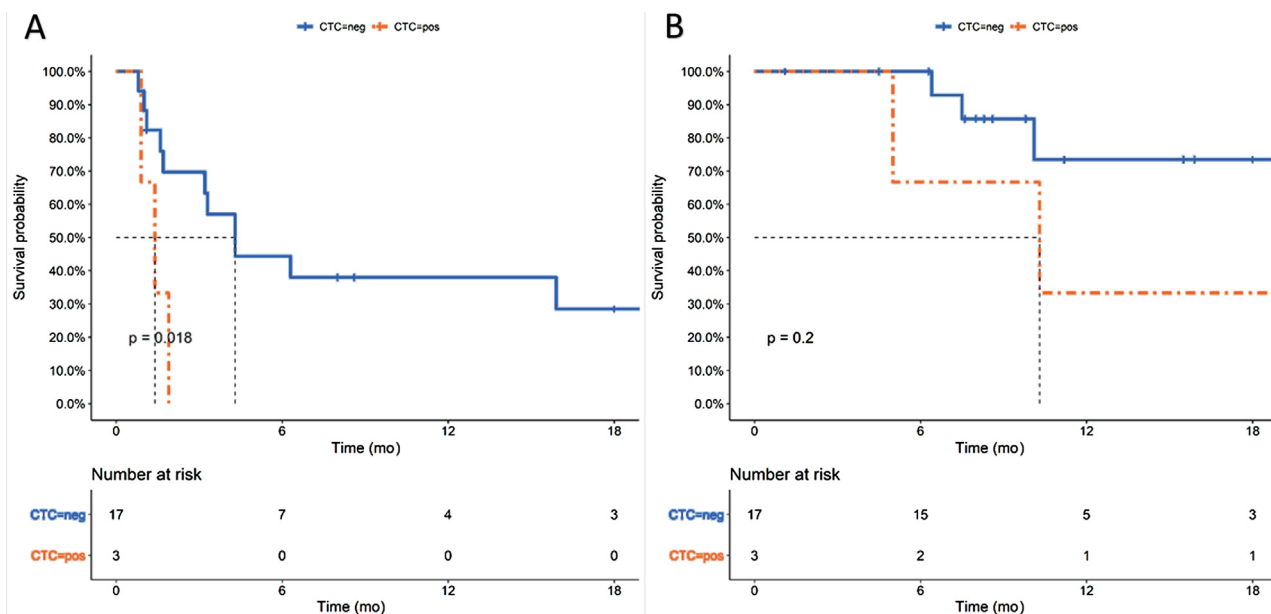 A
CTC=neg CTC=pos
Survival probability
100.0%
90.0%
80.0%
70.0%
60.0%
50.0%
40.0%
30.0%
20.0%
10.0%
0.0%
p = 0.018
0 6 12 18
Time (mo)
Number at risk
CTC=neg 17 7 4 3
CTC=pos 3 0 0 0
0 6 12 18
Time (mo)
B
CTC=neg CTC=pos
Survival probability
100.0%
90.0%
80.0%
70.0%
60.0%
50.0%
40.0%
30.0%
20.0%
10.0%
0.0%
p = 0.2
0 6 12 18
Time (mo)
Number at risk
CTC=neg 17 15 5 3
CTC=pos 3 2 1 1
0 6 12 18
Time (mo)